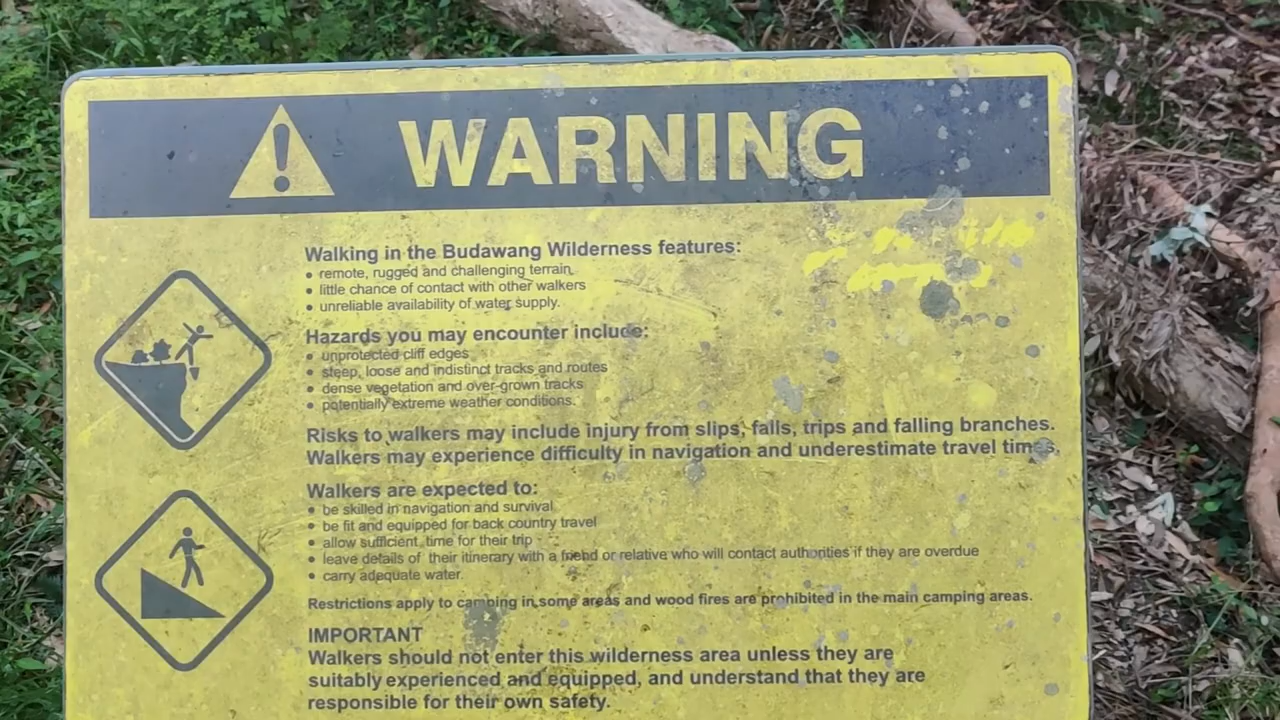 WARNING
Walking in the Budawang Wilderness features:
• remote, rugged and challenging terrain,
• little chance of contact with other walkers
• unreliable availability of water supply.
Hazards you may encounter include:
• unprotected cliff edges
• steep, loose and indistinct tracks and routes
• dense vegetation and over-grown tracks
• potentially extreme weather conditions.
Risks to walkers may include injury from slips, falls, trips and falling branches.
Walkers may experience difficulty in navigation and underestimate travel times.
Walkers are expected to:
• be skilled in navigation and survival
• be fit and equipped for back country travel
• allow sufficient time for their trip
• leave details of their itinerary with a friend or relative who will contact authorities if they are overdue
• carry adequate water.
Restrictions apply to camping in some areas and wood fires are prohibited in the main camping areas.
IMPORTANT
Walkers should not enter this wilderness area unless they are
suitably experienced and equipped, and understand that they are
responsible for their own safety.